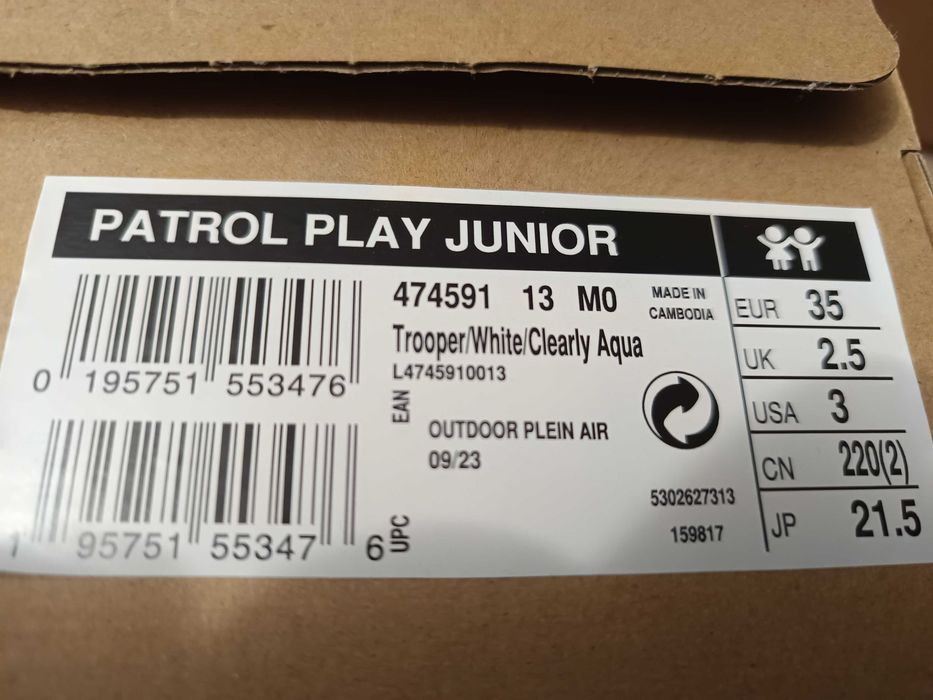 PATROL PLAY JUNIOR
474591 13 M0
MADE IN
CAMBODIA
Trooper/White/Clearly Aqua
L4745910013
0 195751 553476
EAN
OUTDOOR PLEIN AIR
09/23
5302627313
159817
1 95751 55347 6
UPC
EUR 35
UK 2.5
USA 3
CN 220(2)
JP 21.5